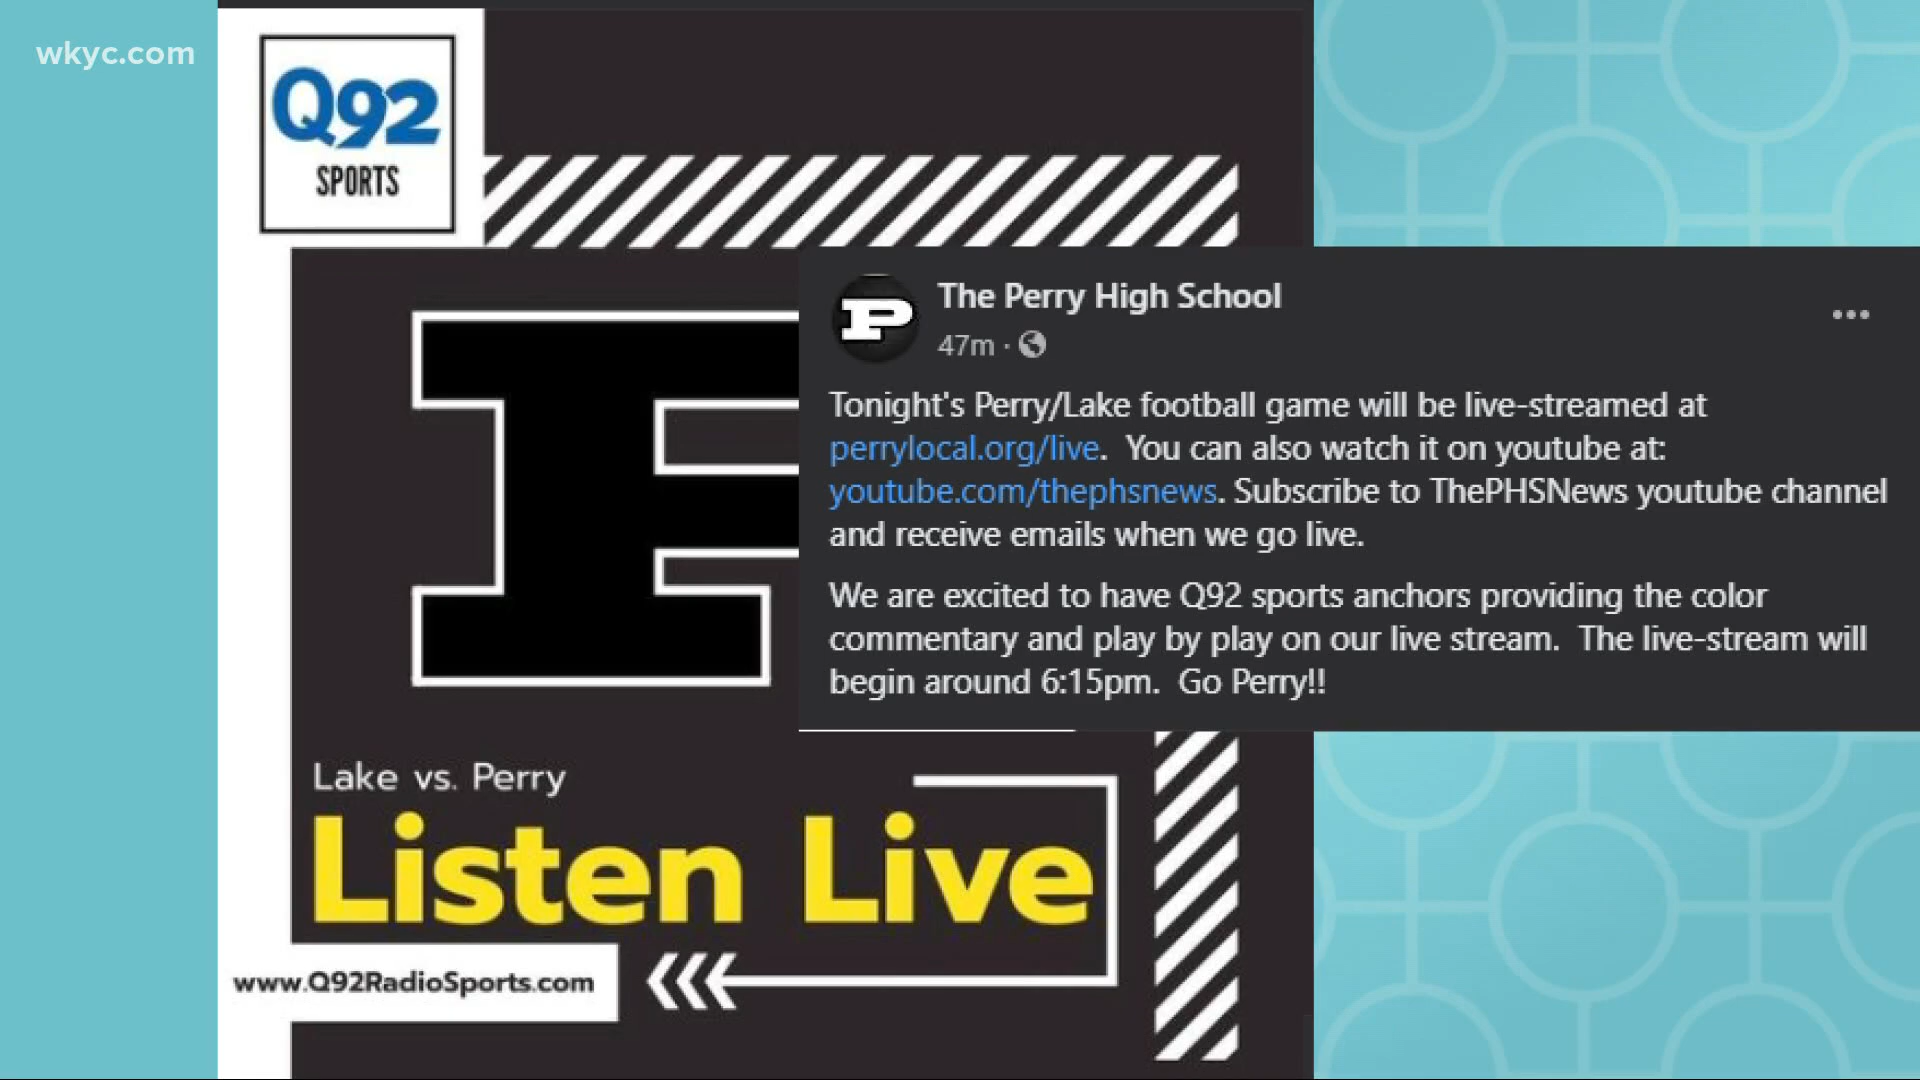 wkyc.com
Q92
SPORTS
P
The Perry High School
47m ·
Tonight's Perry/Lake football game will be live-streamed at
perrylocal.org/live.  You can also watch it on youtube at:
youtube.com/thephsnews. Subscribe to ThePHSNews youtube channel
and receive emails when we go live.
We are excited to have Q92 sports anchors providing the color
commentary and play by play on our live stream.  The live-stream will
begin around 6:15pm.  Go Perry!!
Lake vs. Perry
Listen Live
www.Q92RadioSports.com